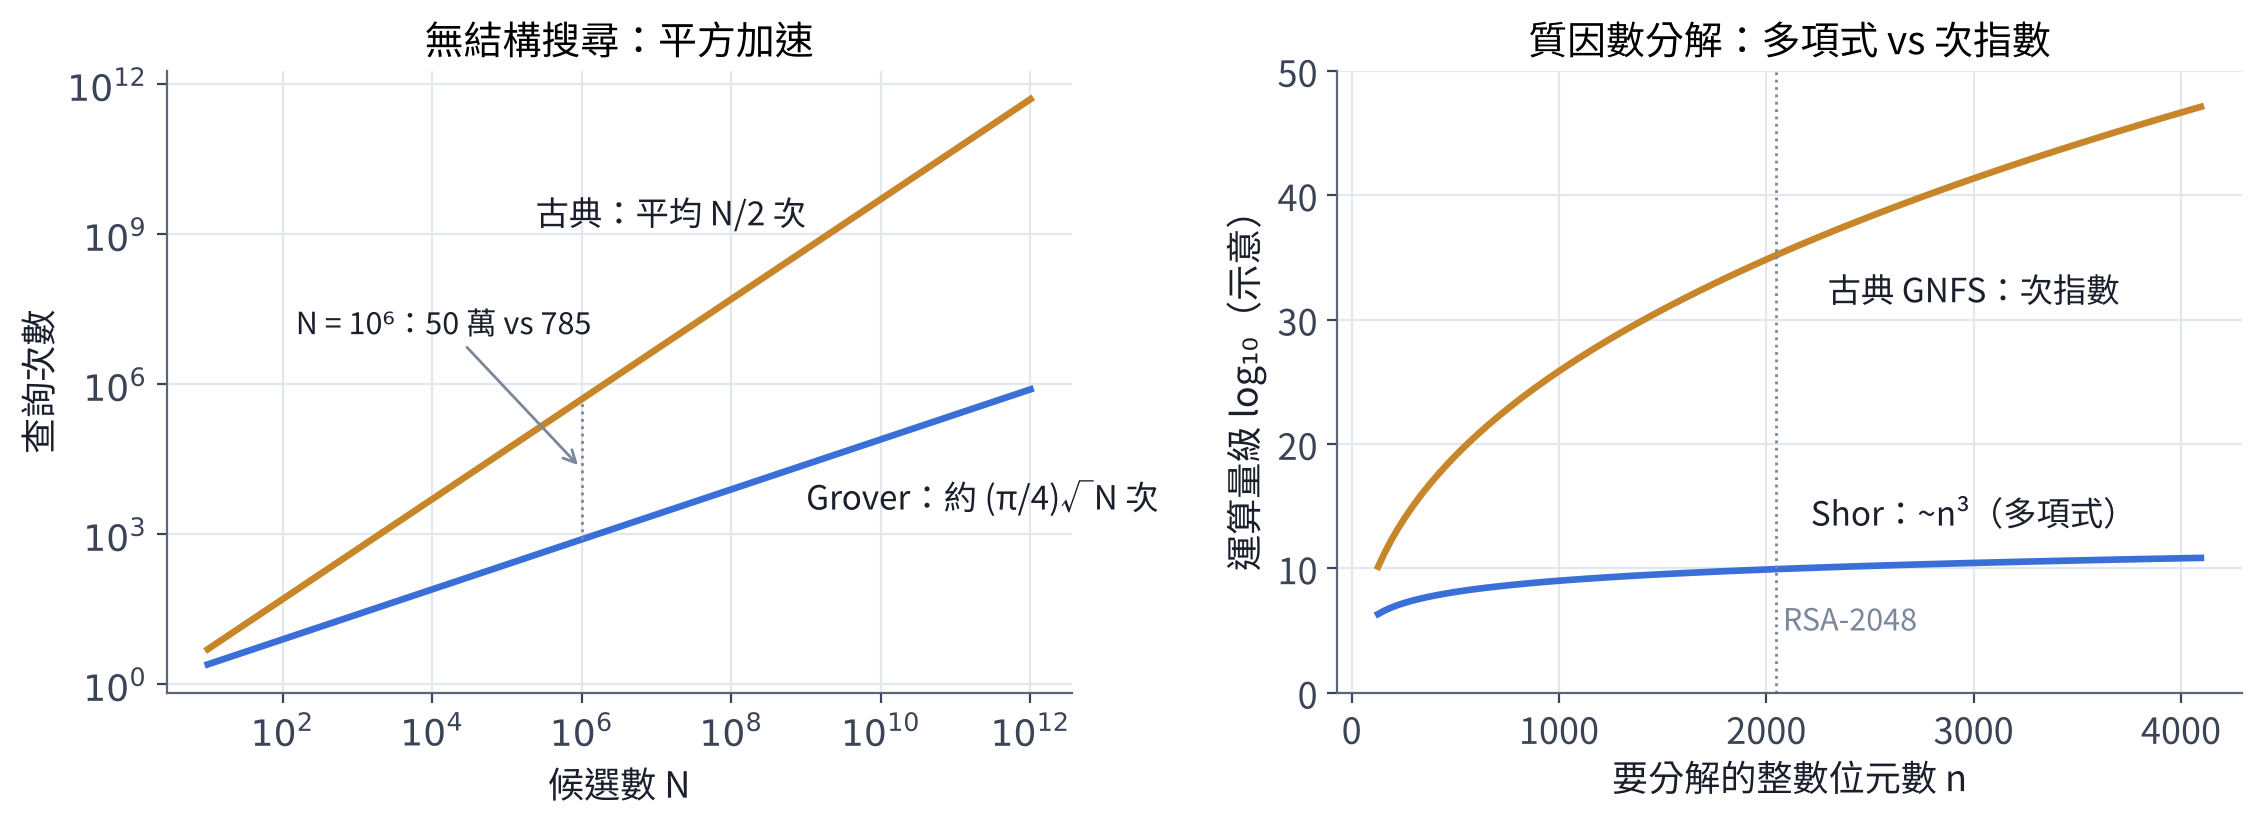 無結構搜尋：平方加速
查詢次數
10¹²
10⁹
10⁶
10³
10⁰
古典：平均 N/2 次
N = 10⁶：50 萬 vs 785
Grover：約 (π/4)√N 次
10² 10⁴ 10⁶ 10⁸ 10¹⁰ 10¹²
候選數 N
質因數分解：多項式 vs 次指數
運算量級 log₁₀（示意）
50
40
30
20
10
0
古典 GNFS：次指數
Shor：~n³（多項式）
RSA-2048
0 1000 2000 3000 4000
要分解的整數位元數 n